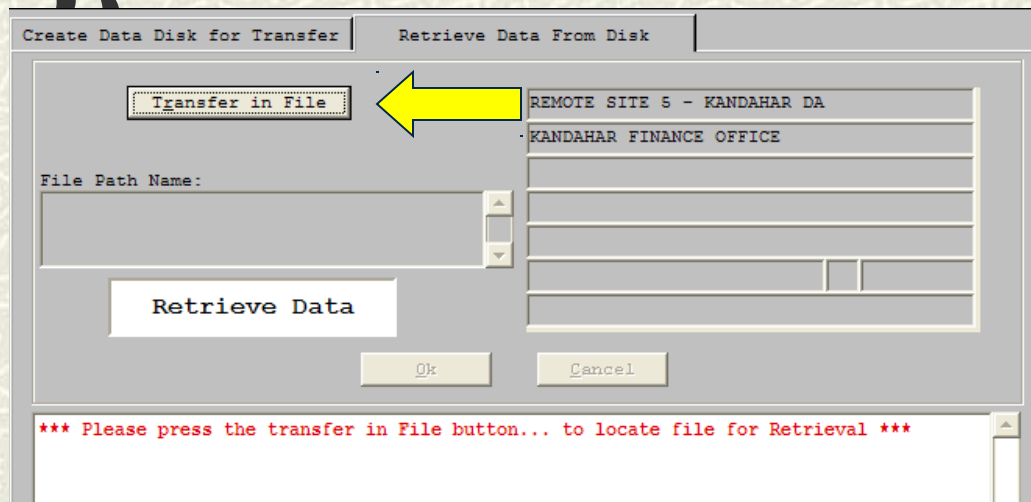 Create Data Disk for Transfer
Retrieve Data From Disk
Transfer in File
REMOTE SITE 5 - KANDAHAR DA
KANDAHAR FINANCE OFFICE
File Path Name:
Retrieve Data
Ok
Cancel
*** Please press the transfer in File button... to locate file for Retrieval ***